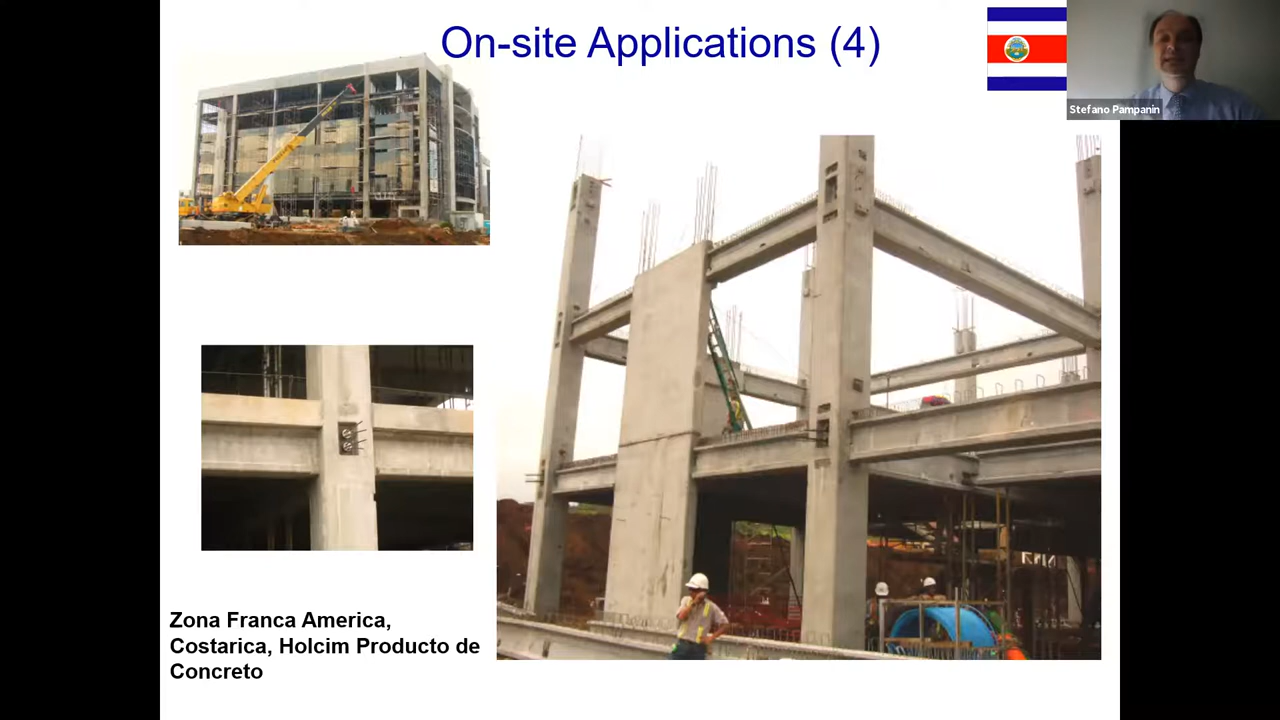 On-site Applications (4)
Stefano Pampanin
Zona Franca America,
Costarica, Holcim Producto de
Concreto